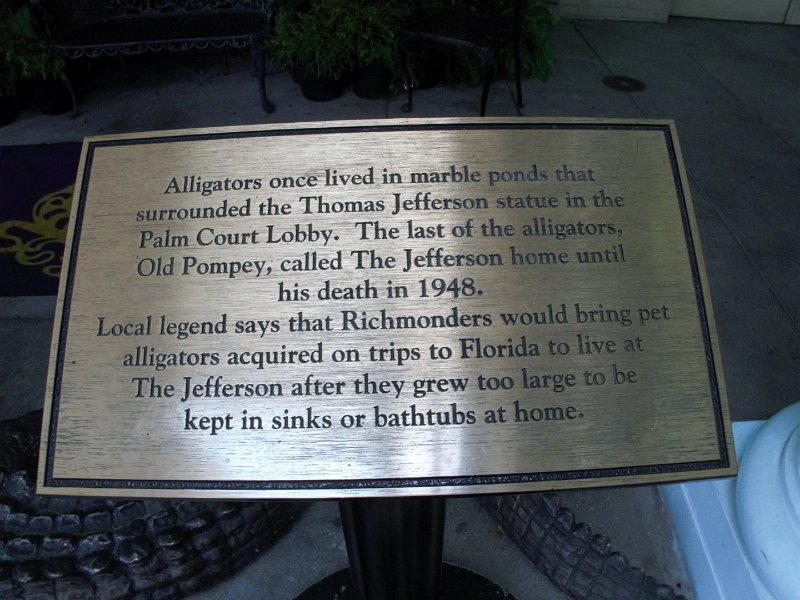 Alligators once lived in marble ponds that
surrounded the Thomas Jefferson statue in the
Palm Court Lobby. The last of the alligators,
Old Pompey, called The Jefferson home until
his death in 1948.
Local legend says that Richmonders would bring pet
alligators acquired on trips to Florida to live at
The Jefferson after they grew too large to be
kept in sinks or bathtubs at home.